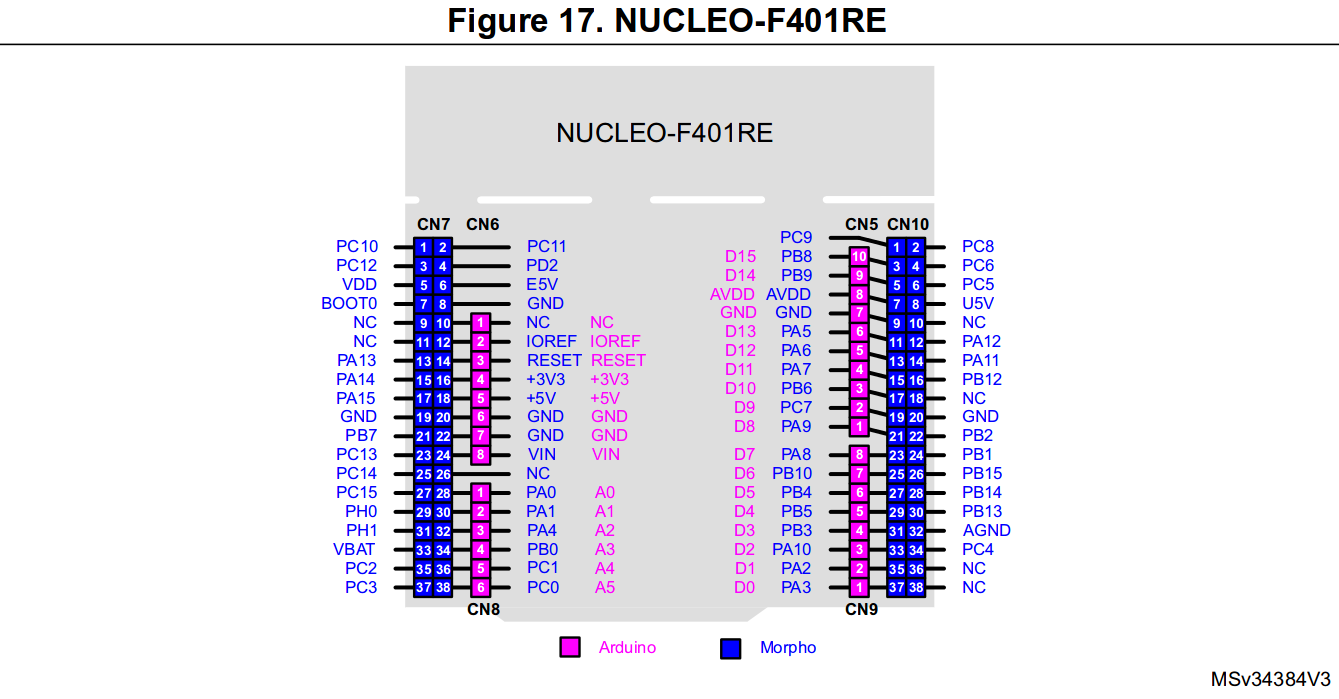 Figure 17. NUCLEO-F401RE
NUCLEO-F401RE
CN7 CN6 CN5 CN10
PC9
PC10 1 2 PC11 1 2 PC8
D15 PB8 10
PC12 3 4 PD2 3 4 PC6
D14 PB9 9
VDD 5 6 E5V 5 6 PC5
AVDD AVDD 8
BOOT0 7 8 GND 7 8 U5V
GND GND 7
NC 9 10 1 NC NC 9 10 NC
D13 PA5 6
NC 11 12 2 IOREF IOREF 11 12 PA12
D12 PA6 5
PA13 13 14 3 RESET RESET 13 14 PA11
D11 PA7 4
PA14 15 16 4 +3V3 +3V3 15 16 PB12
D10 PB6 3
PA15 17 18 5 +5V +5V 17 18 NC
D9 PC7 2
GND 19 20 6 GND GND 19 20 GND
D8 PA9 1
PB7 21 22 7 GND GND 21 22 PB2
PC13 23 24 8 VIN VIN D7 PA8 8 23 24 PB1
PC14 25 26 NC D6 PB10 7 25 26 PB15
PC15 27 28 1 PA0 A0 D5 PB4 6 27 28 PB14
PH0 29 30 2 PA1 A1 D4 PB5 5 29 30 PB13
PH1 31 32 3 PA4 A2 D3 PB3 4 31 32 AGND
VBAT 33 34 4 PB0 A3 D2 PA10 3 33 34 PC4
PC2 35 36 5 PC1 A4 D1 PA2 2 35 36 NC
PC3 37 38 6 PC0 A5 D0 PA3 1 37 38 NC
CN8 CN9
Arduino Morpho
MSv34384V3